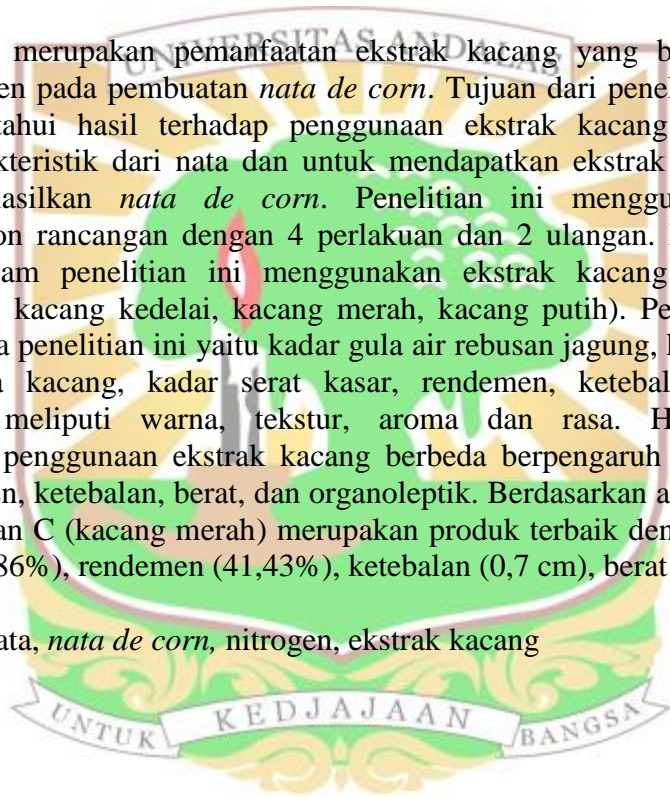 UNIVERSITAS ANDALAS
merupakan pemanfaatan ekstrak kacang yang b
en pada pembuatan nata de corn. Tujuan dari penel
tahui hasil terhadap penggunaan ekstrak kacang
kteristik dari nata dan untuk mendapatkan ekstrak
asilkan nata de corn. Penelitian ini menggu
on rancangan dengan 4 perlakuan dan 2 ulangan.
am penelitian ini menggunakan ekstrak kacang
kacang kedelai, kacang merah, kacang putih). Pe
a penelitian ini yaitu kadar gula air rebusan jagung,
a kacang, kadar serat kasar, rendemen, ketebal
meliputi warna, tekstur, aroma dan rasa. H
penggunaan ekstrak kacang berbeda berpengaruh
en, ketebalan, berat, dan organoleptik. Berdasarkan a
an C (kacang merah) merupakan produk terbaik den
86%), rendemen (41,43%), ketebalan (0,7 cm), berat
ata, nata de corn, nitrogen, ekstrak kacang
UNTUK KEDJAJAAN BANGSA